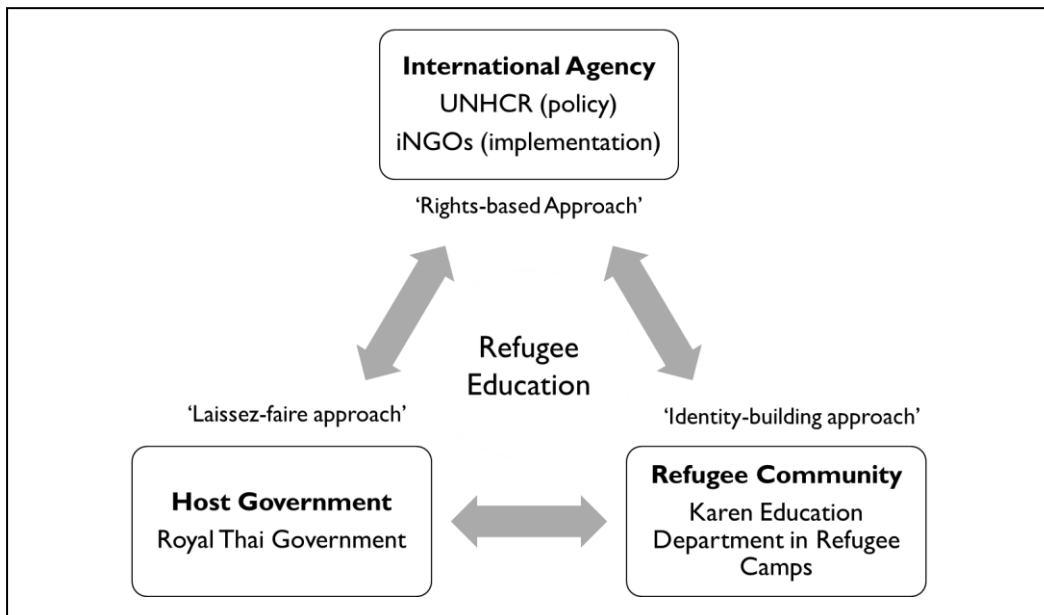 International Agency
UNHCR (policy)
iNGOs (implementation)
‘Rights-based Approach’
Refugee
Education
‘Laissez-faire approach’
‘Identity-building approach’
Host Government
Royal Thai Government
Refugee Community
Karen Education
Department in Refugee
Camps